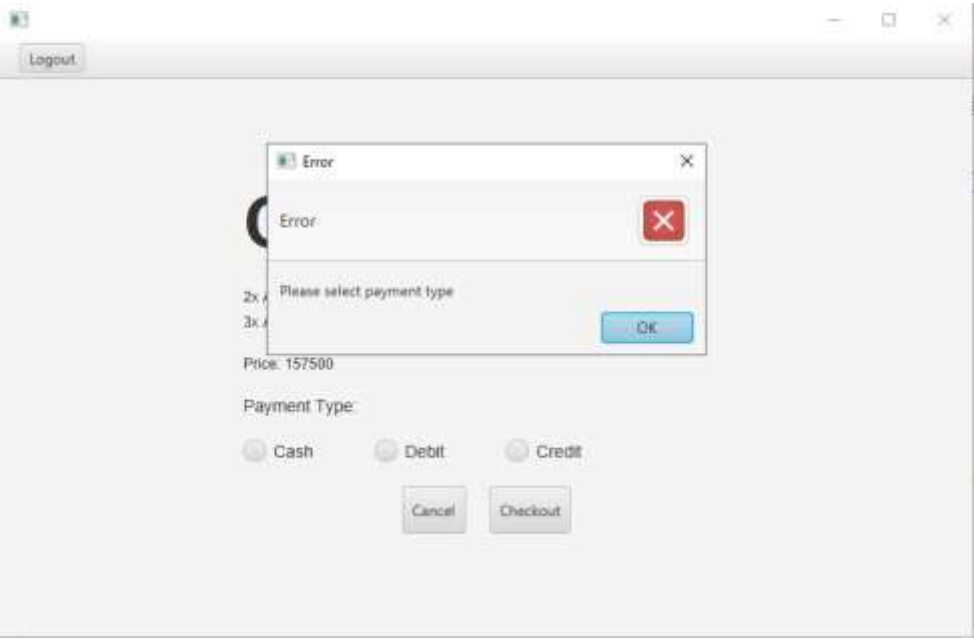 Logout
Error
Error
Please select payment type
OK
2x
3x
Price: 157500
Payment Type:
Cash Debit Credit
Cancel Checkout